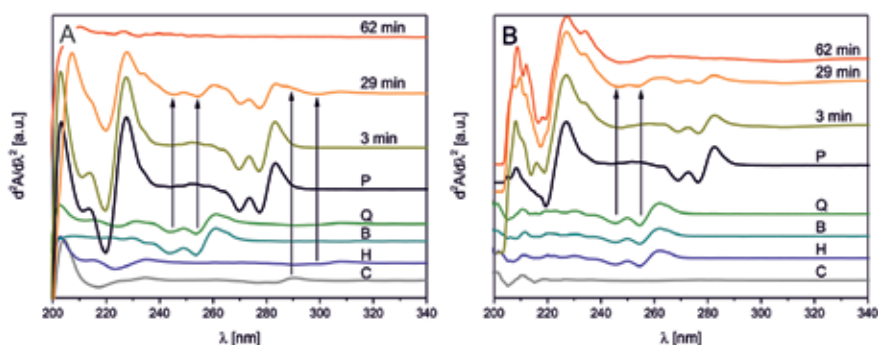 A
62 min
29 min
3 min
P
Q
B
H
C
d²A/dλ² [a.u.]
200 220 240 260 280 300 320 340
λ [nm]
B
62 min
29 min
3 min
P
Q
B
H
C
d²A/dλ² [a.u.]
200 220 240 260 280 300 320 340
λ [nm]